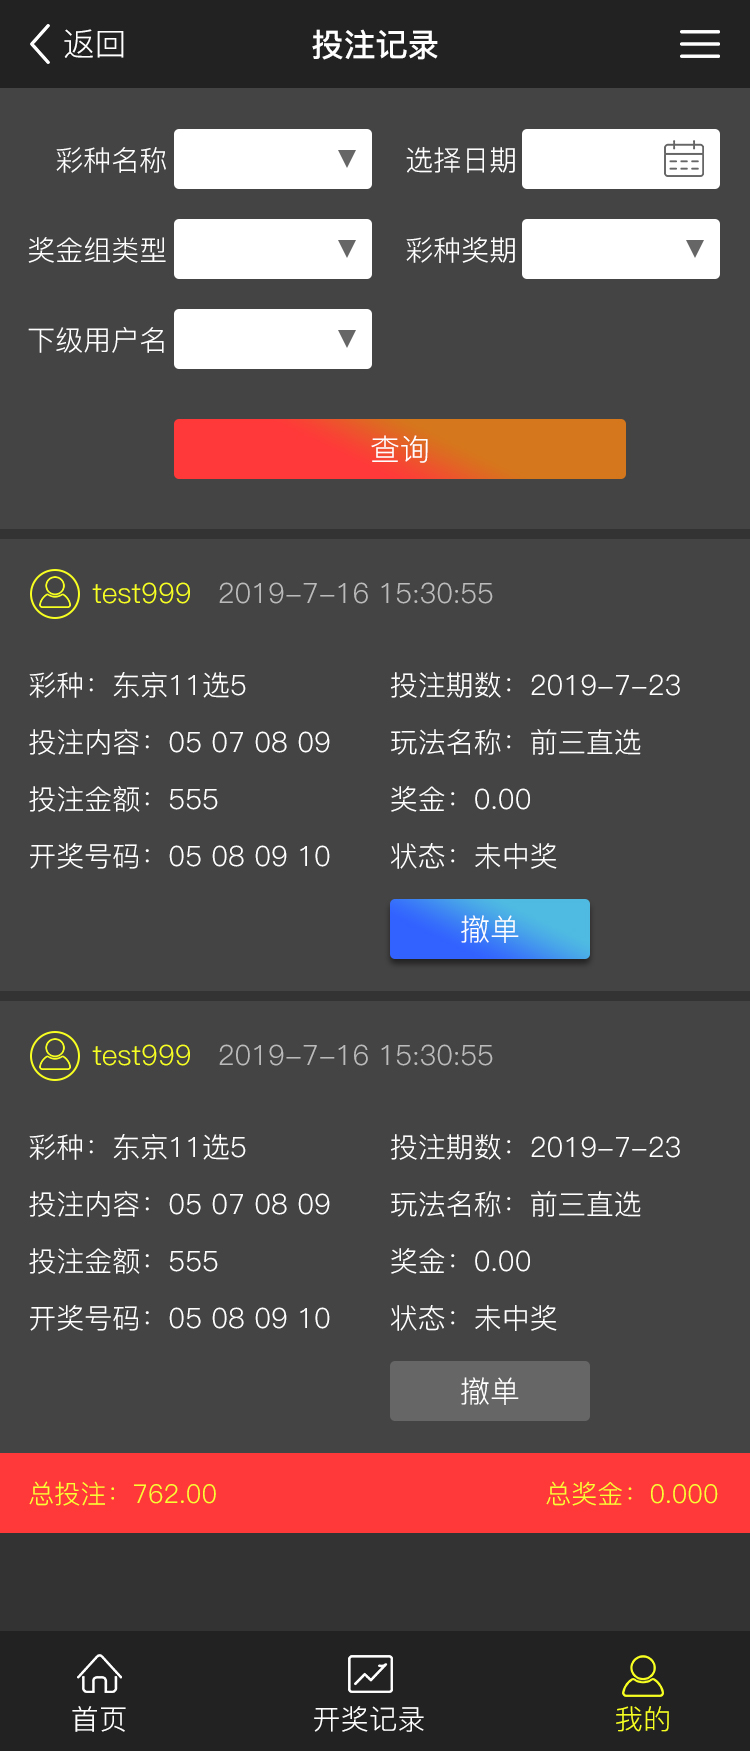 返回 投注记录
彩种名称 选择日期
奖金组类型 彩种奖期
下级用户名
查询
test999 2019-7-16 15:30:55
彩种：东京11选5 投注期数：2019-7-23
投注内容：05 07 08 09 玩法名称：前三直选
投注金额：555 奖金：0.00
开奖号码：05 08 09 10 状态：未中奖
撤单
test999 2019-7-16 15:30:55
彩种：东京11选5 投注期数：2019-7-23
投注内容：05 07 08 09 玩法名称：前三直选
投注金额：555 奖金：0.00
开奖号码：05 08 09 10 状态：未中奖
撤单
总投注：762.00 总奖金：0.000
首页 开奖记录 我的